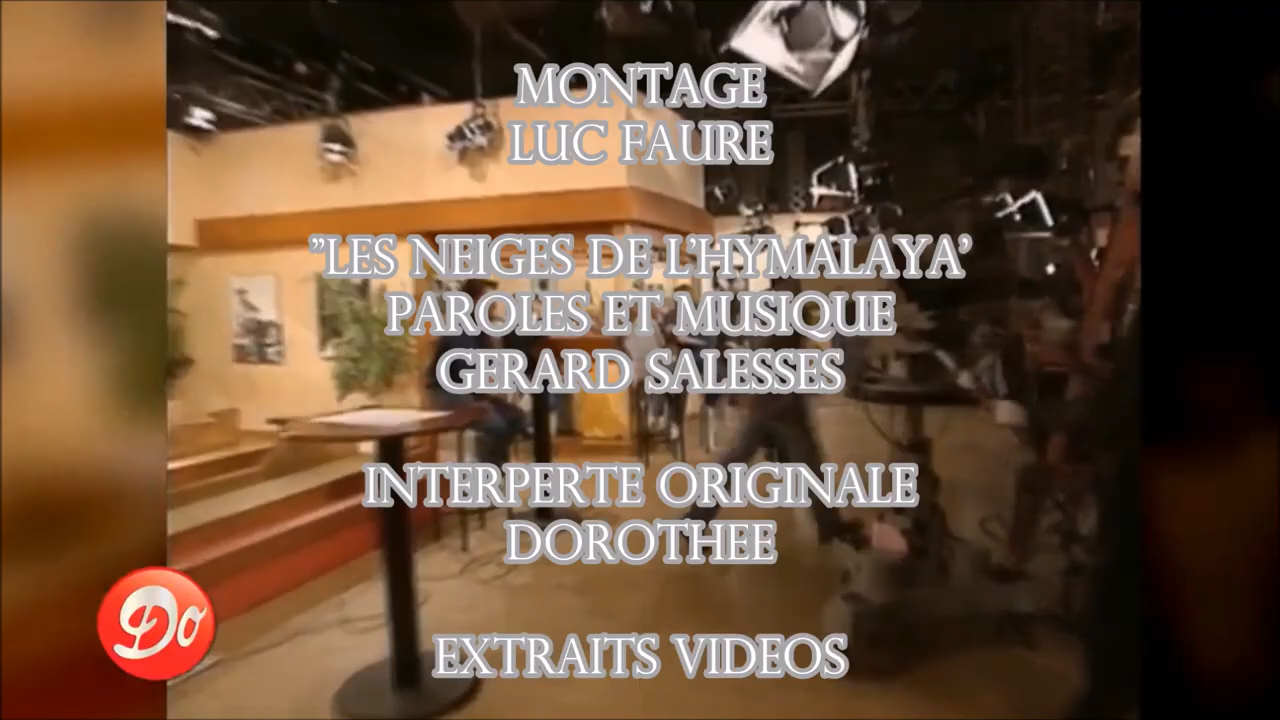 MONTAGE
LUC FAURE
"LES NEIGES DE L'HYMALAYA'
PAROLES ET MUSIQUE
GERARD SALESSES
INTERPERTE ORIGINALE
DOROTHEE
EXTRAITS VIDEOS
Do